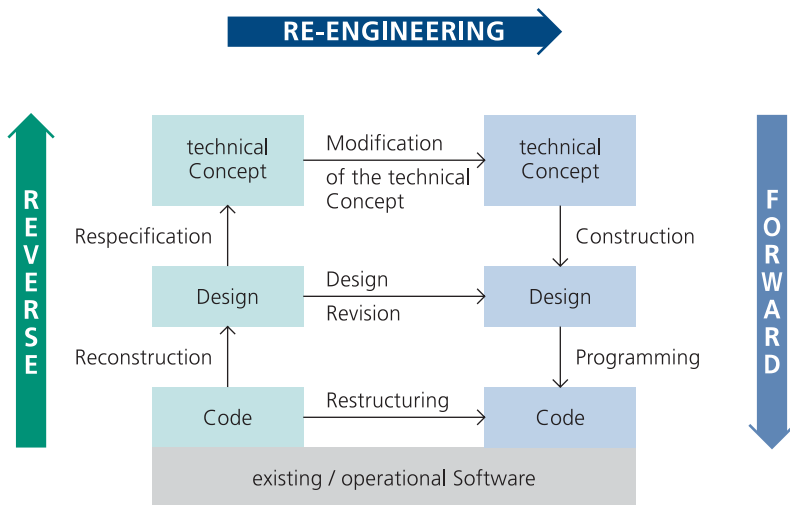 RE-ENGINEERING
REVERSE
FORWARD
technical
Concept
Modification
of the technical
Concept
technical
Concept
Respecification
Construction
Design
Design
Revision
Design
Reconstruction
Programming
Code
Restructuring
Code
existing / operational Software